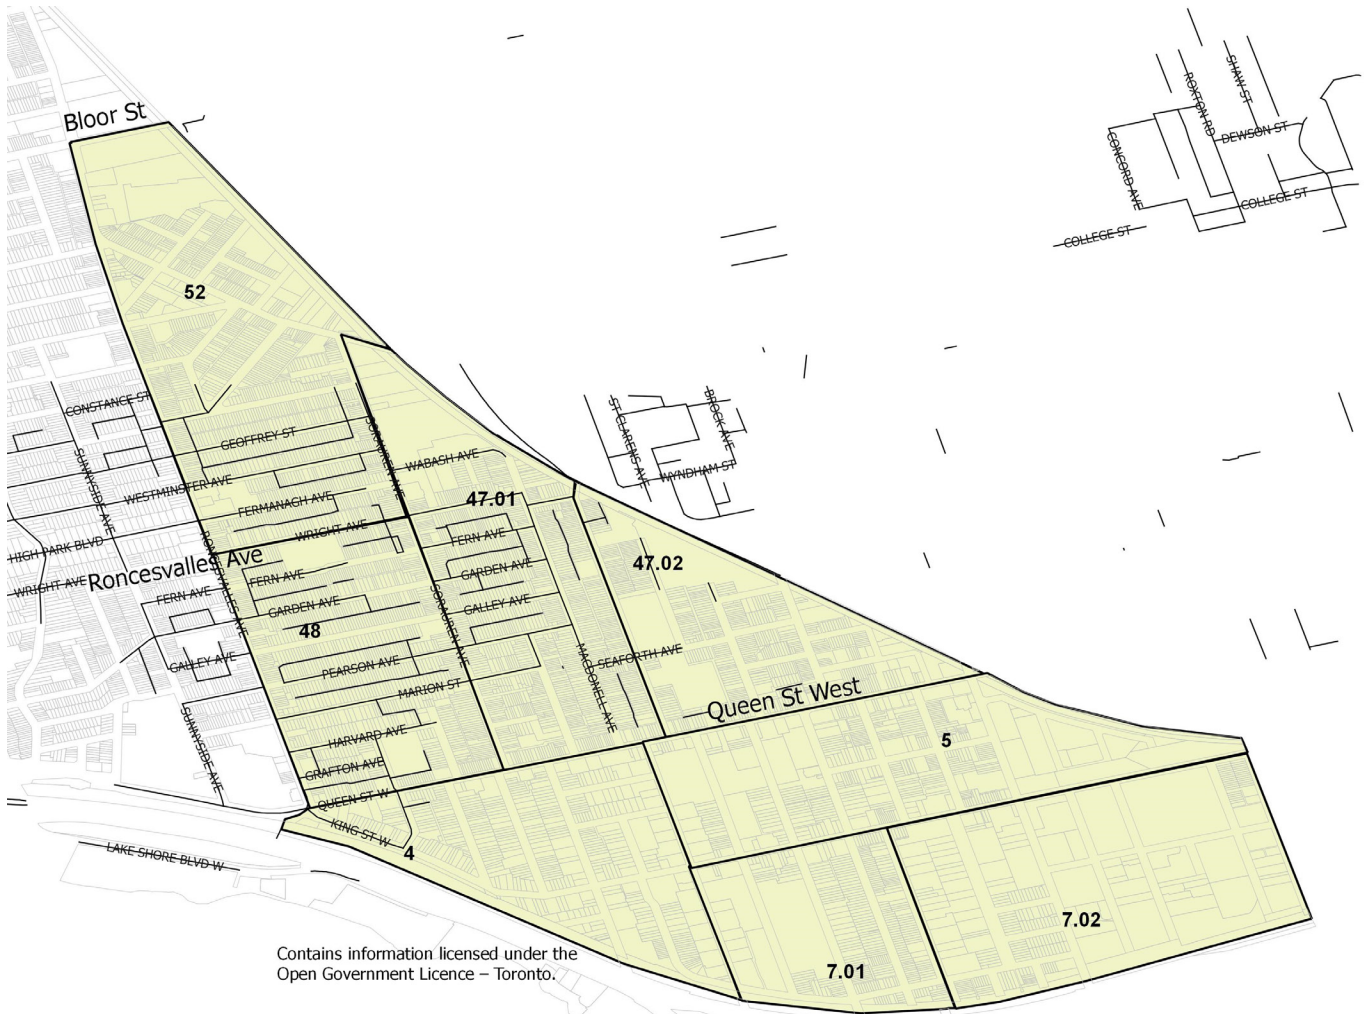 Bloor St
ROXTON RD
SHAW ST
DEWSON ST
CONCORD AVE
COLLEGE ST
COLLEGE ST
52
CONSTANCE ST
SORAUREN AVE
ST CLARENS AVE
BROCK AVE
GEOFFREY ST
WABASH AVE
WYNDHAM ST
SUNNYSIDE AVE
WESTMINSTER AVE
47.01
FERMANAGH AVE
WRIGHT AVE
FERN AVE
HIGH PARK BLVD
Roncesvalles Ave
RONCESVALLES AVE
47.02
WRIGHT AVE
FERN AVE
FERN AVE
GARDEN AVE
GARDEN AVE
GALLEY AVE
SORAUREN AVE
48
GALLEY AVE
PEARSON AVE
MACDONELL AVE
SEAFORTH AVE
MARION ST
Queen St West
SUNNYSIDE AVE
HARVARD AVE
5
GRAFTON AVE
QUEEN ST W
KING ST W
4
LAKE SHORE BLVD W
7.02
7.01
Contains information licensed under the
Open Government Licence – Toronto.